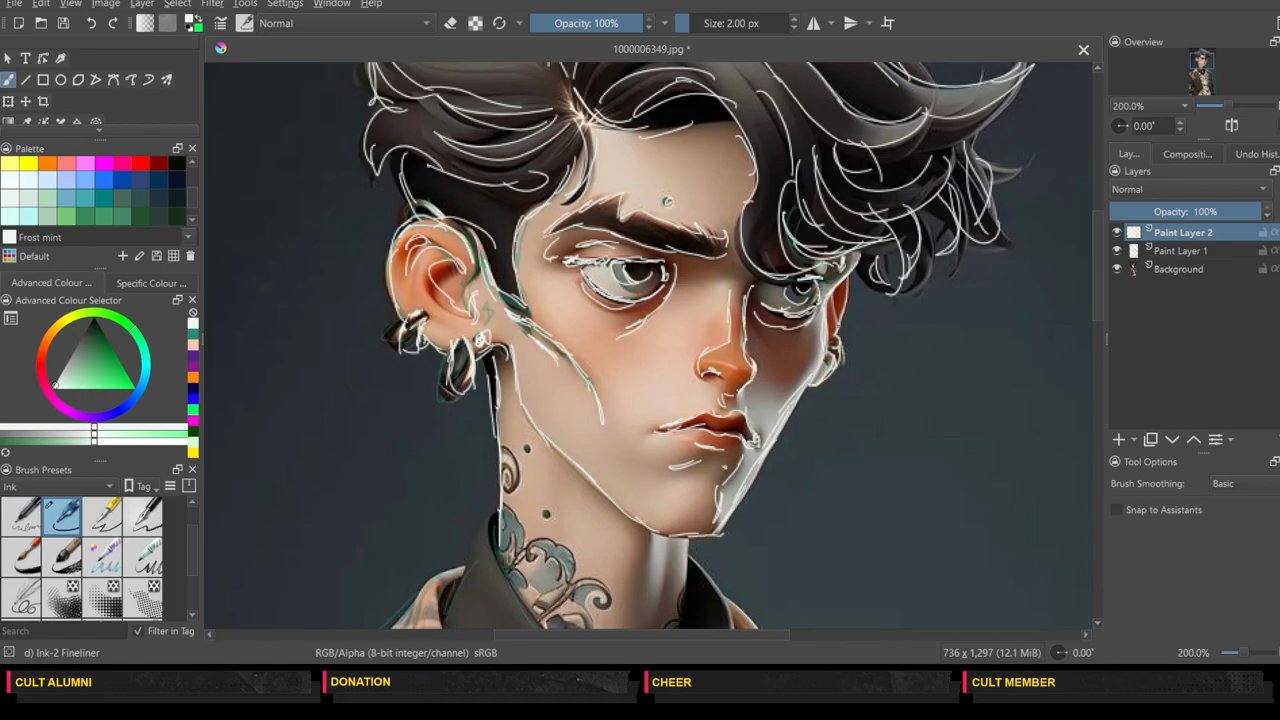 File Edit View Image Layer Select Filter Tools Settings Window Help
Normal
Opacity: 100%
Size: 2.00 px
1000006349.jpg *
Overview
200.0%
0.00°
Lay...
Compositi...
Undo Hist...
Layers
Normal
Opacity: 100%
Paint Layer 2
Paint Layer 1
Background
Tool Options
Brush Smoothing:
Basic
Snap to Assistants
Palette
Frost mint
Default
Advanced Colour ...
Specific Colour ...
Advanced Colour Selector
Brush Presets
Ink
Tag
Search
Filter in Tag
d) Ink-2 Fineliner
RGB/Alpha (8-bit integer/channel) sRGB
736 x 1,297 (12.1 MiB)
0.00°
200.0%
CULT ALUMNI
DONATION
CHEER
CULT MEMBER